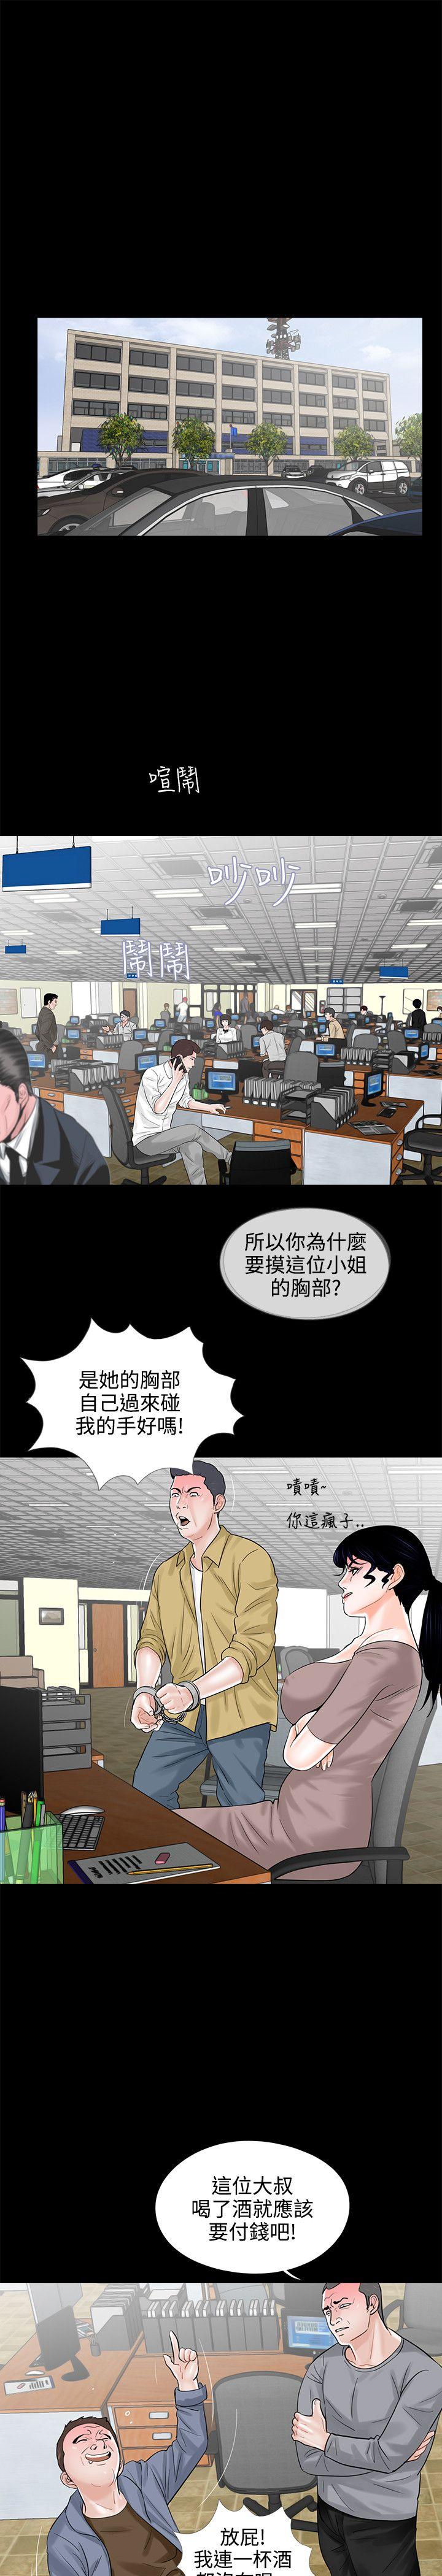 喧鬧
吵吵
鬧鬧
所以你為什麼
要摸這位小姐
的胸部?
是她的胸部
自己過來碰
我的手好嗎!
嘖嘖~
你這瘋子..
這位大叔
喝了酒就應該
要付錢吧!
放屁!
我連一杯酒